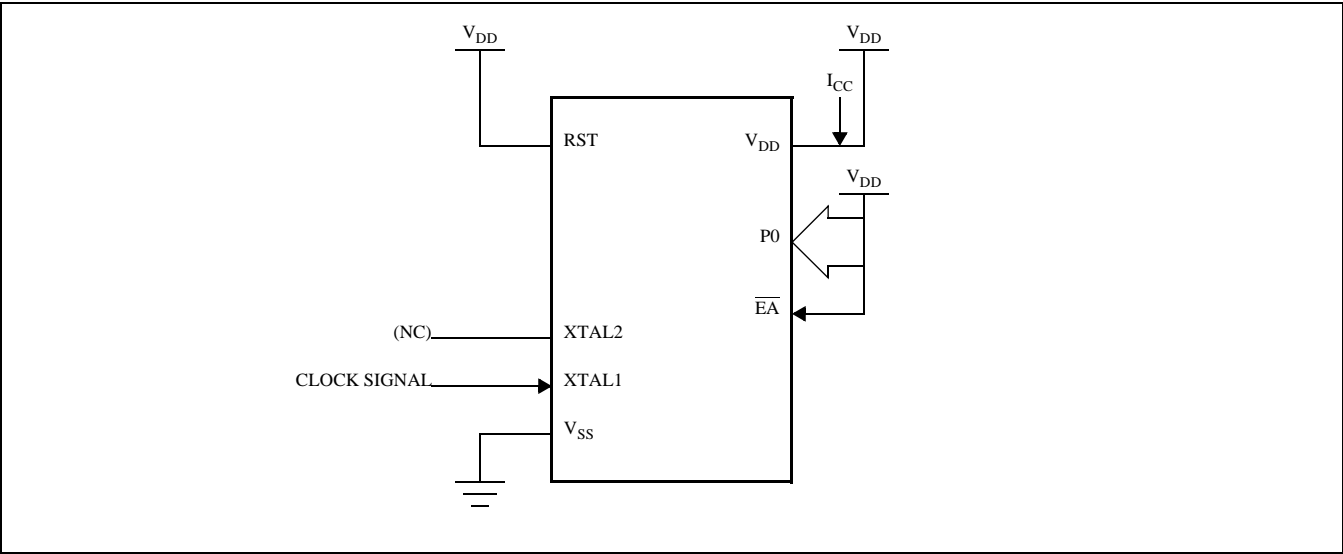 VDD
VDD
ICC
RST
VDD
VDD
P0
EA
(NC)
XTAL2
CLOCK SIGNAL
XTAL1
VSS